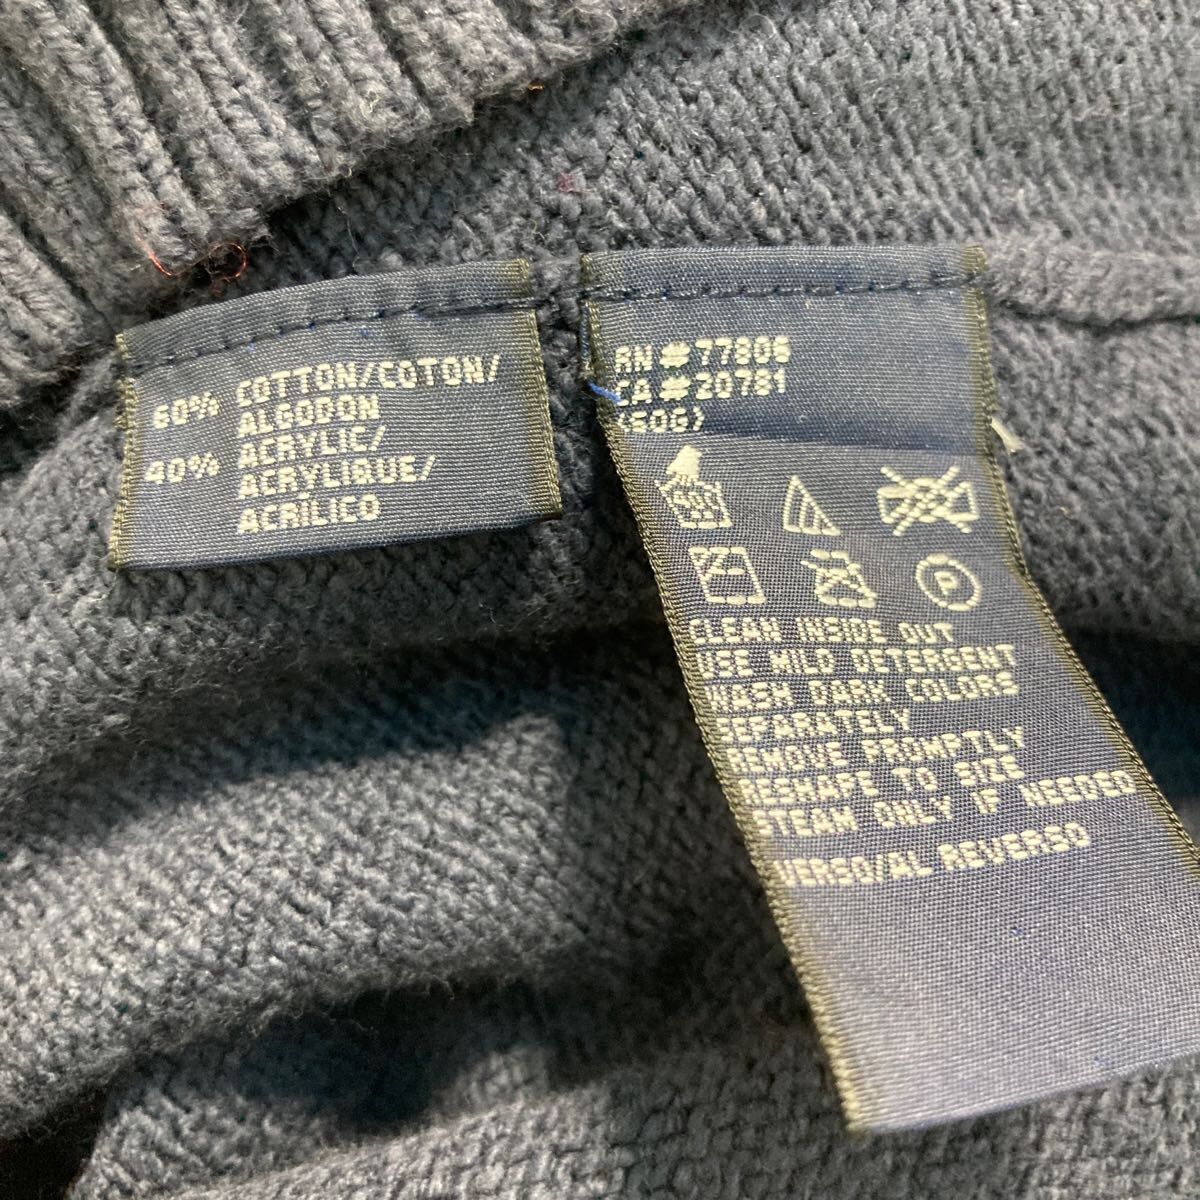 60% COTTON/COTON/
ALGODON
40% ACRYLIC/
ACRYLIQUE/
ACRÍLICO
RN#77806
CA#20781
(50G)
P
CLEAN INSIDE OUT
USE MILD DETERGENT
WASH DARK COLORS
SEPARATELY
REMOVE PROMPTLY
RESHAPE TO SIZE
STEAM ONLY IF NEEDED
VERSO/AL REVERSO